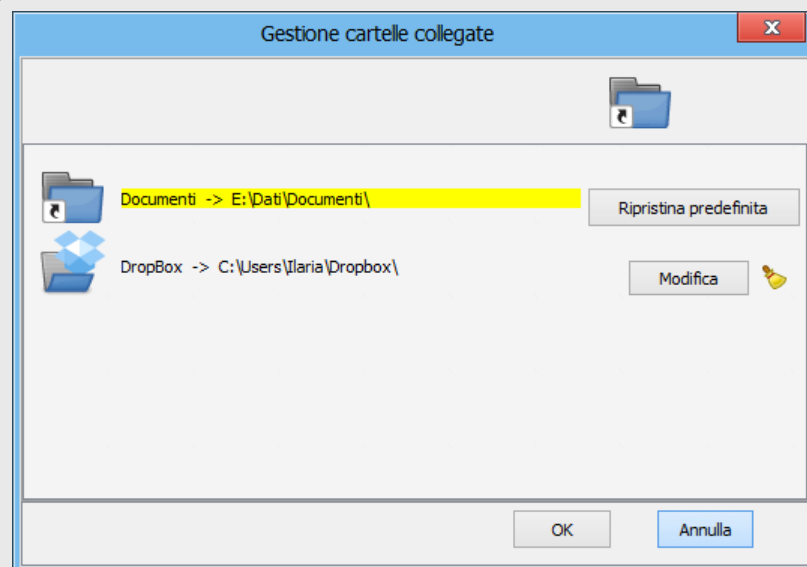 Gestione cartelle collegate
x
Documenti -> E:\Dati\Documenti\
Ripristina predefinita
DropBox -> C:\Users\Ilaria\Dropbox\
Modifica
OK
Annulla